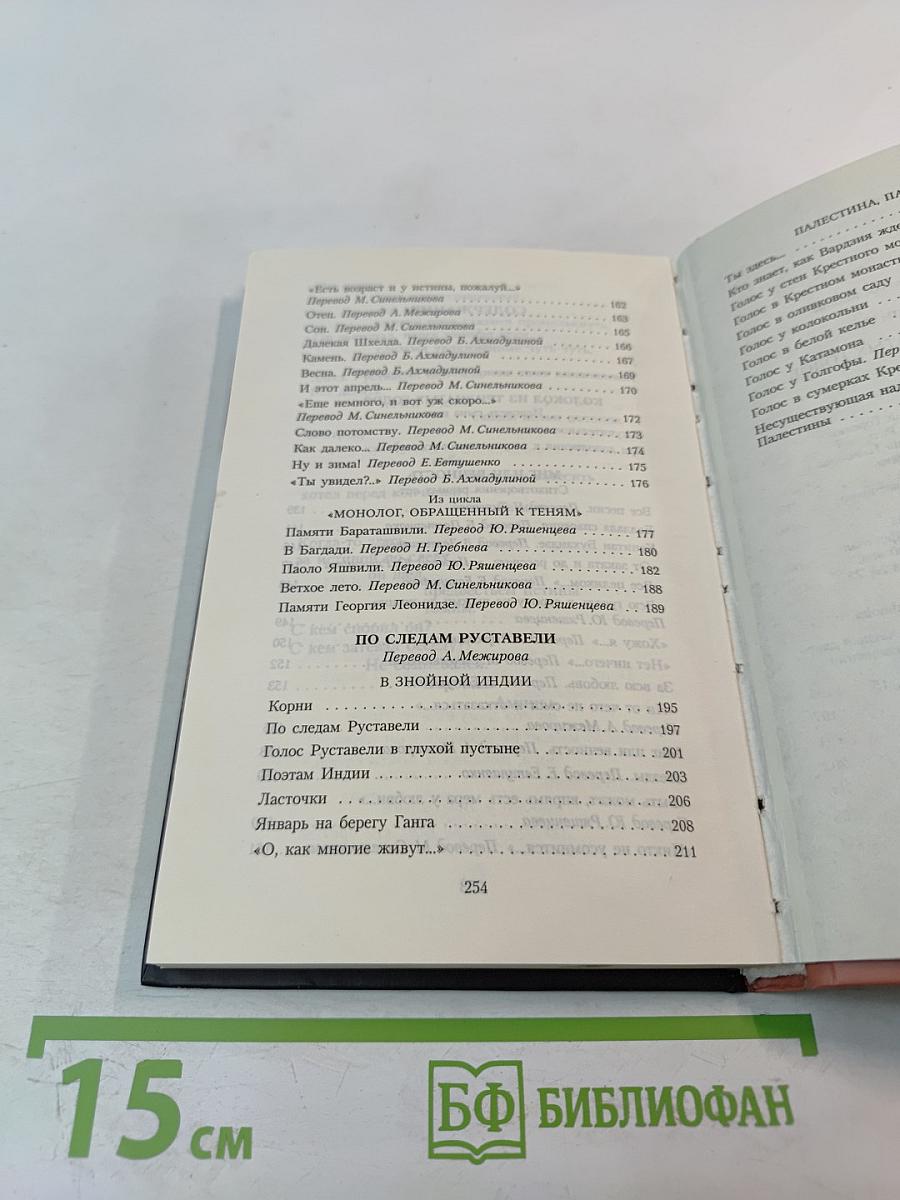 «Есть возраст и у истины, пожалуй...»
Перевод М. Синельникова . . . . . . . . . . 162
Отец. Перевод А. Межирова . . . . . . . . . . 163
Сон. Перевод М. Синельникова . . . . . . . . . . 165
Далекая Шхелда. Перевод Б. Ахмадулиной . . . . . . 166
Камень. Перевод Б. Ахмадулиной . . . . . . . . . . 167
Весна. Перевод Б. Ахмадулиной . . . . . . . . . . 169
И этот апрель... Перевод М. Синельникова . . . . . . 170
«Еще немного, и вот уж скоро...»
Перевод М. Синельникова . . . . . . . . . . 172
Слово потомству. Перевод М. Синельникова . . . . . . 173
Как далеко... Перевод М. Синельникова . . . . . . 174
Ну и зима! Перевод Е. Евтушенко . . . . . . . . . . 175
«Ты увидел?..» Перевод Б. Ахмадулиной . . . . . . 176
Из цикла
«МОНОЛОГ, ОБРАЩЕННЫЙ К ТЕНЯМ»
Памяти Бараташвили. Перевод Ю. Ряшенцева . . . . . 177
В Багдади. Перевод Н. Гребнева . . . . . . . . . . 180
Паоло Яшвили. Перевод Ю. Ряшенцева . . . . . . . . 182
Ветхое лето. Перевод М. Синельникова . . . . . . . . 188
Памяти Георгия Леонидзе. Перевод Ю. Ряшенцева . . 189
ПО СЛЕДАМ РУСТАВЕЛИ
Перевод А. Межирова
В ЗНОЙНОЙ ИНДИИ
Корни . . . . . . . . . . 195
По следам Руставели . . . . . . . . . . 197
Голос Руставели в глухой пустыне . . . . . . . . 201
Поэтам Индии . . . . . . . . . . 203
Ласточки . . . . . . . . . . 206
Январь на берегу Ганга . . . . . . . . . . 208
«О, как многие живут...» . . . . . . . . . . 211
254
ПАЛЕСТИНА, ПА
Ты здесь... . . . . . . . .
Кто знает, как Вардзия жде
Голос у стен Крестного мо
Голос в Крестном монаст
Голос в оливковом саду
Голос у колокольни . . .
Голос в белой келье
Голос у Катамона . .
Голос у Голгофы. Пер
Голос в сумерках Кре
Несуществующая над
Палестины . . . . . .
15 см
БФ БИБЛИОФАН